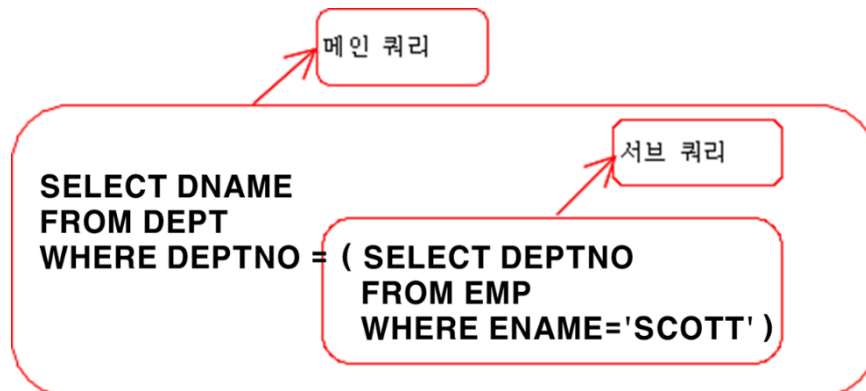 메인 쿼리
서브 쿼리
SELECT DNAME
FROM DEPT
WHERE DEPTNO = ( SELECT DEPTNO
FROM EMP
WHERE ENAME='SCOTT' )